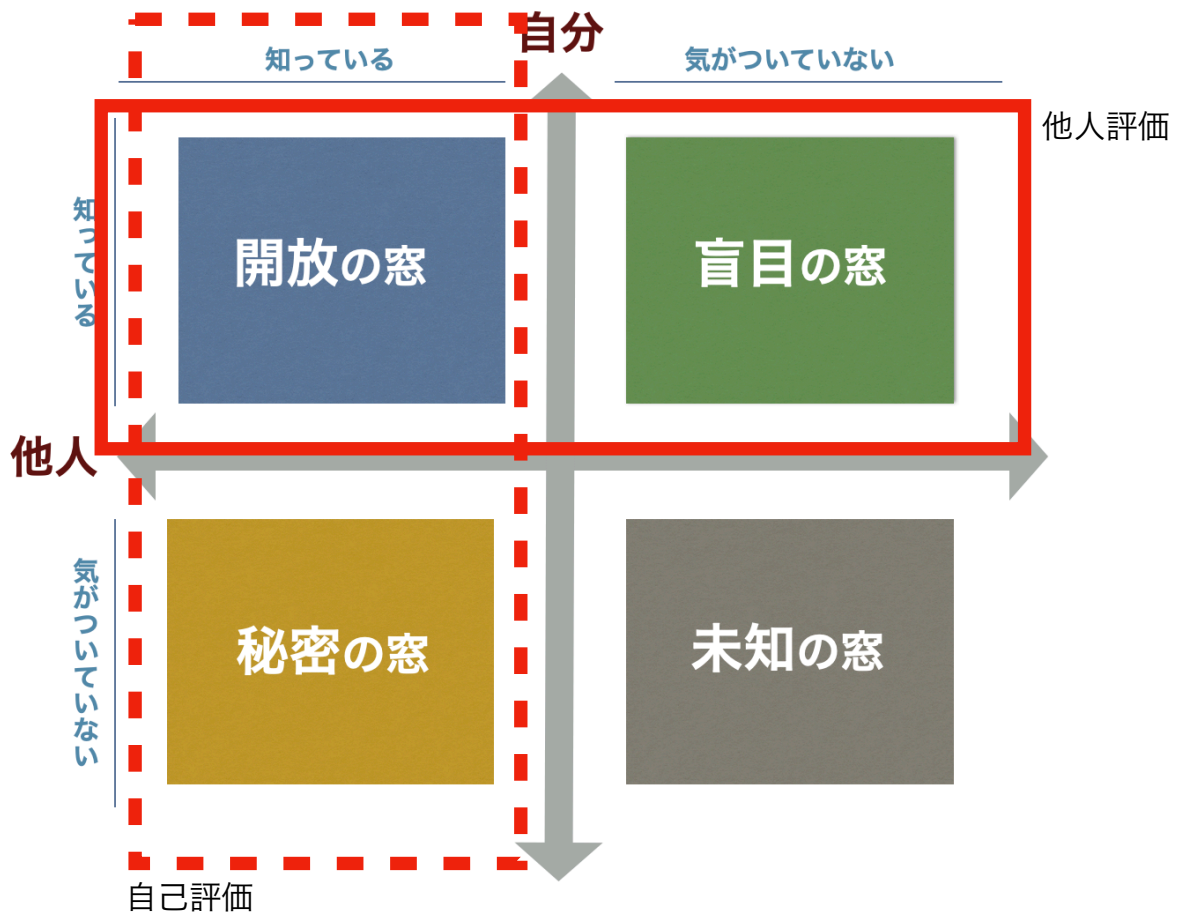 自分
知っている
気がついていない
他人評価
知っている
開放の窓
盲目の窓
他人
気がついていない
秘密の窓
未知の窓
自己評価